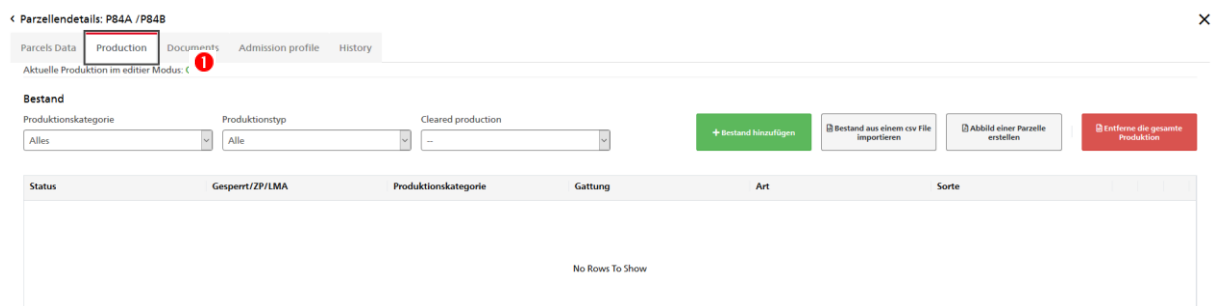 Parzellendetails: P84A /P84B
Parcels Data Production Documents Admission profile History
1
Aktuelle Produktion im editier Modus:
Bestand
Produktionskategorie Produktionstyp Cleared production
Alles Alle --
+ Bestand hinzufügen
Bestand aus einem csv File
importieren
Abbild einer Parzelle
erstellen
Entferne die gesamte
Produktion
Status Gesperrt/ZP/LMA Produktionskategorie Gattung Art Sorte
No Rows To Show